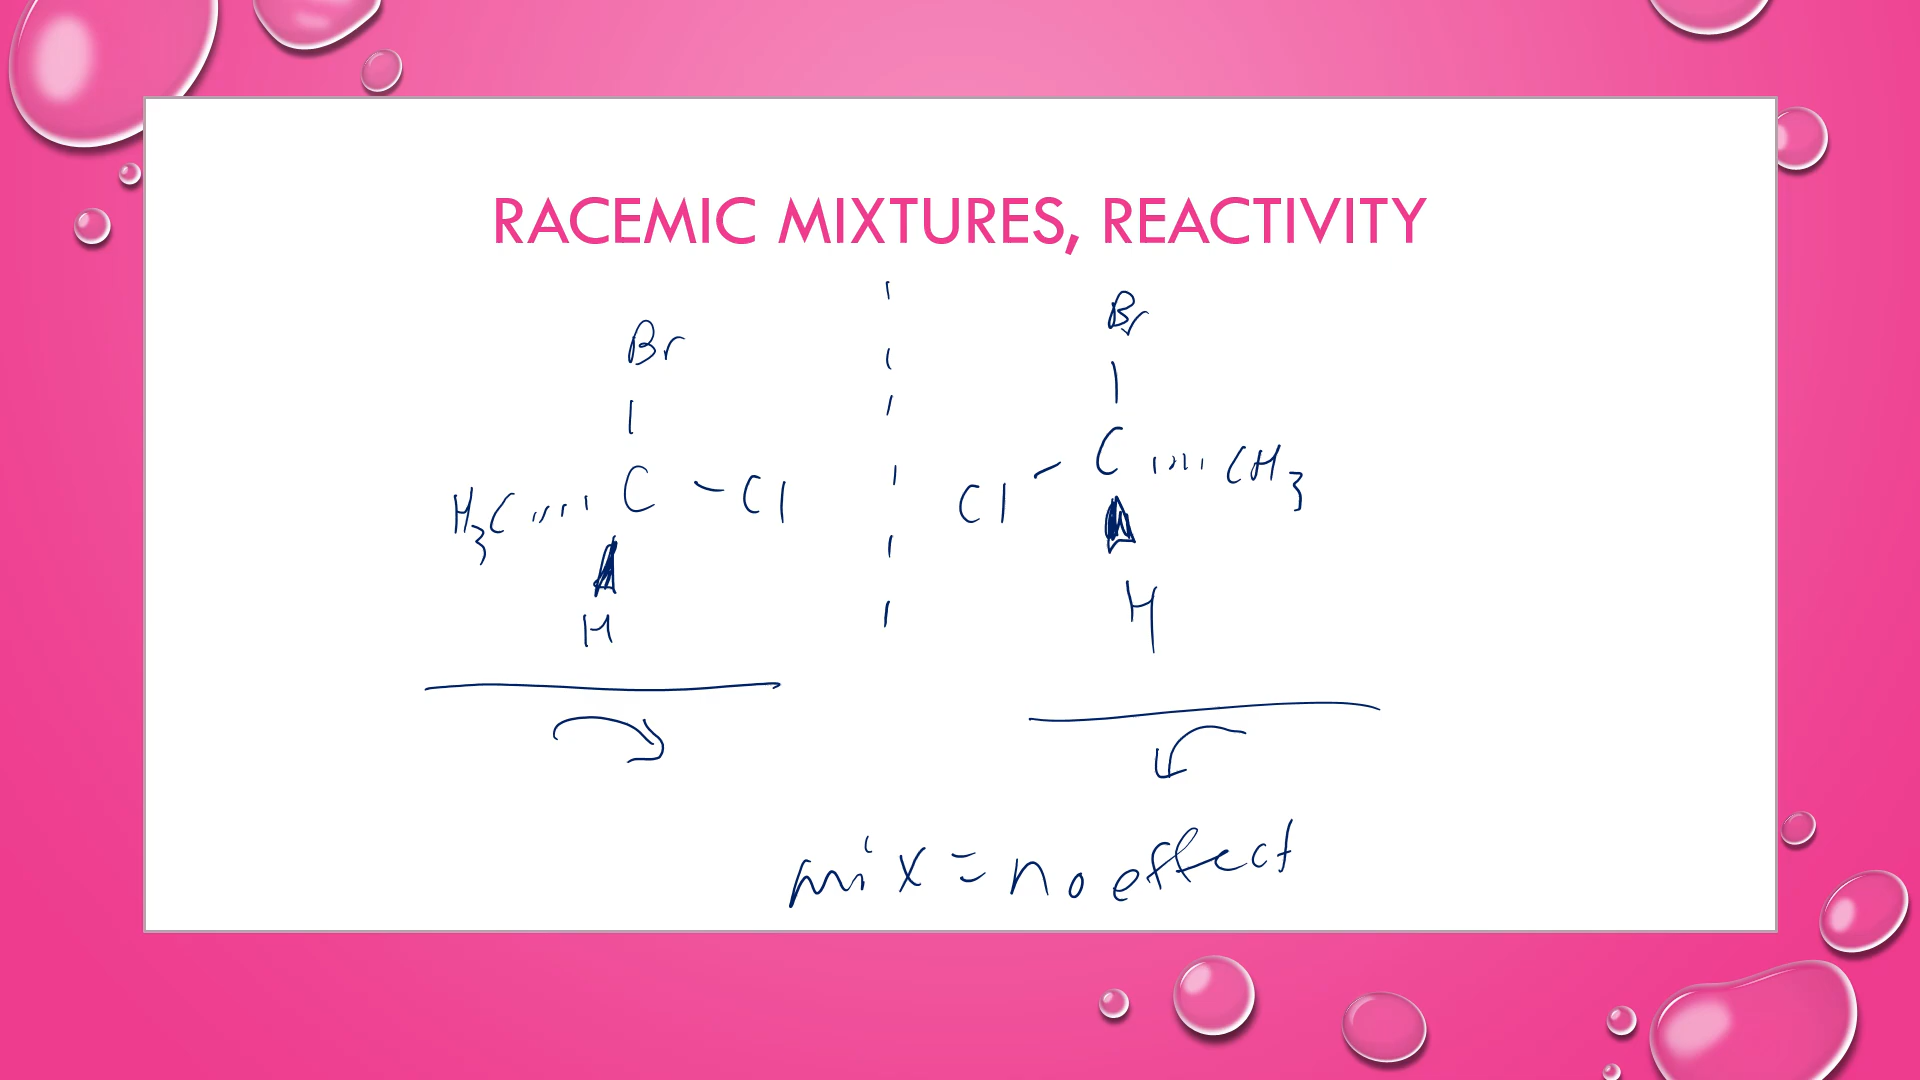 RACEMIC MIXTURES, REACTIVITY
Br
C
H3C
Cl
H
Br
C
Cl
CH3
H
mix = no effect